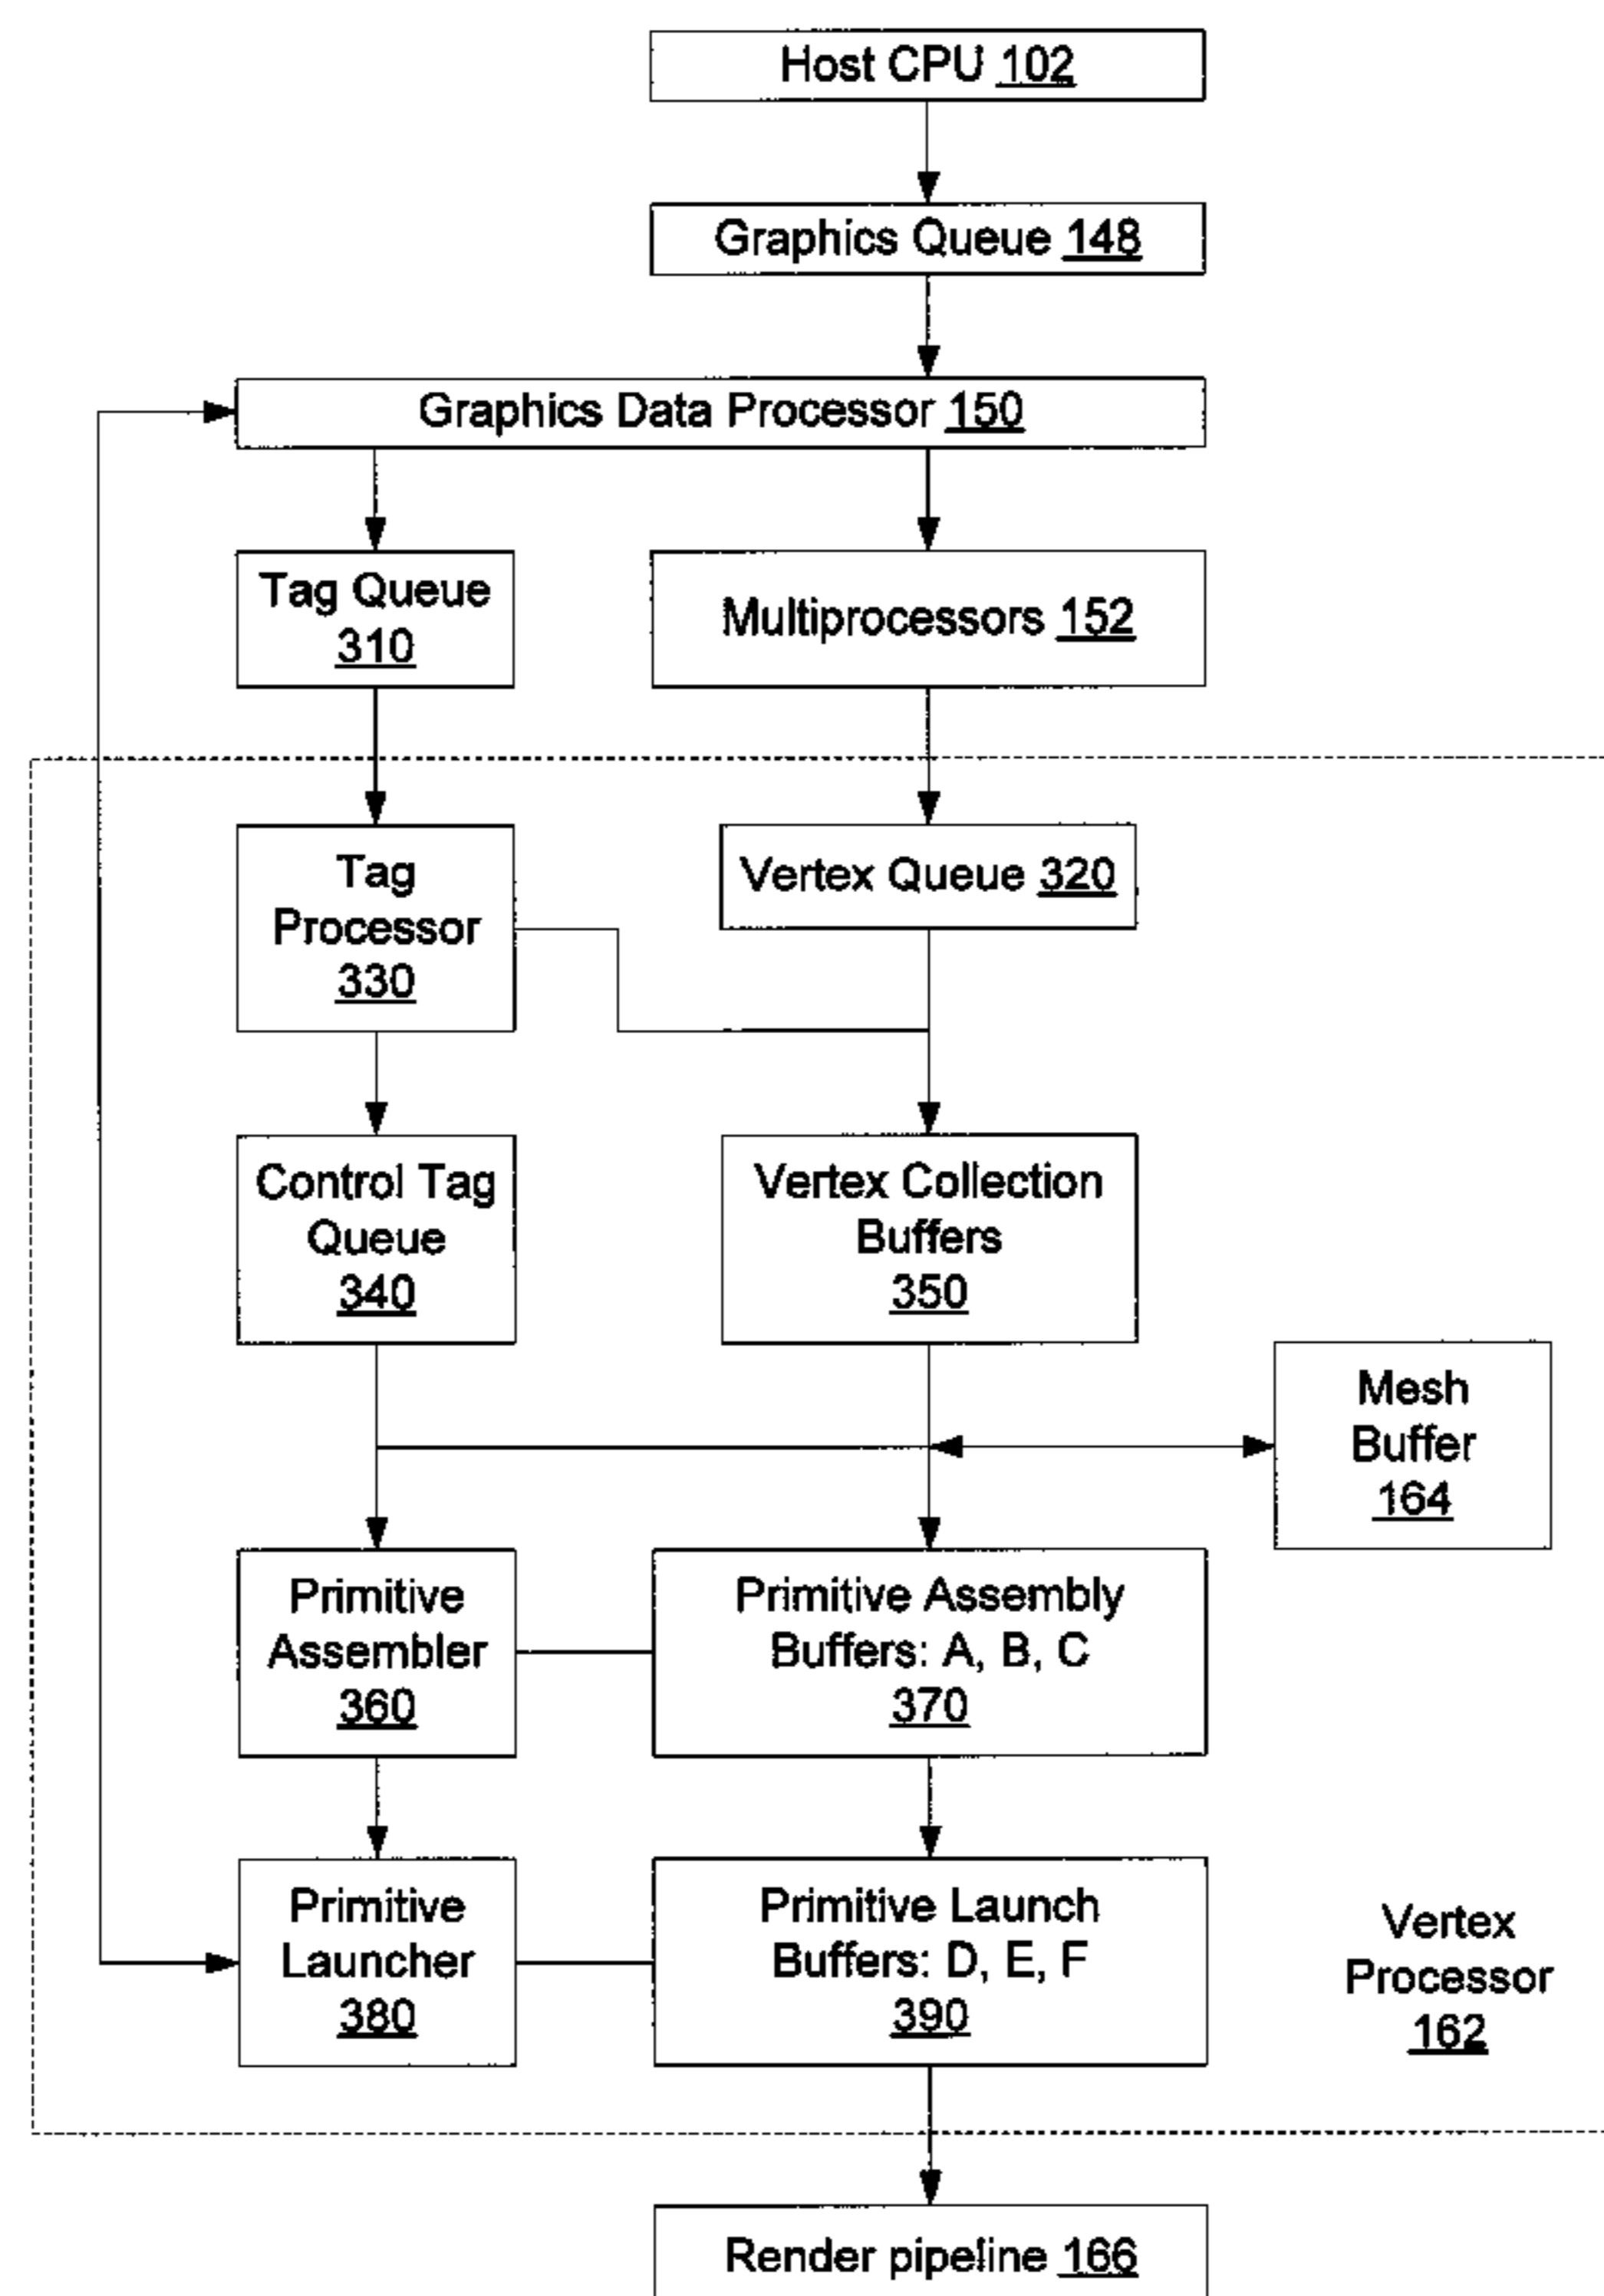 Host CPU 102
Graphics Queue 148
Graphics Data Processor 150
Tag Queue
310
Multiprocessors 152
Tag
Processor
330
Vertex Queue 320
Control Tag
Queue
340
Vertex Collection
Buffers
350
Mesh
Buffer
164
Primitive
Assembler
360
Primitive Assembly
Buffers: A, B, C
370
Primitive
Launcher
380
Primitive Launch
Buffers: D, E, F
390
Vertex
Processor
162
Render pipeline 166